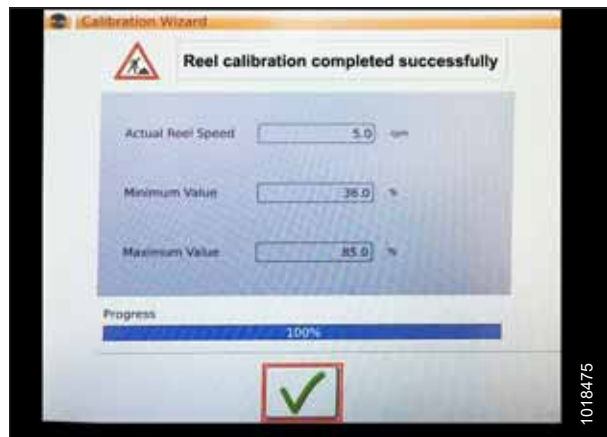 Calibration Wizard
Reel calibration completed successfully
Actual Reel Speed 5.0 rpm
Minimum Value 36.0 %
Maximum Value 85.0 %
Progress
100%
1018475